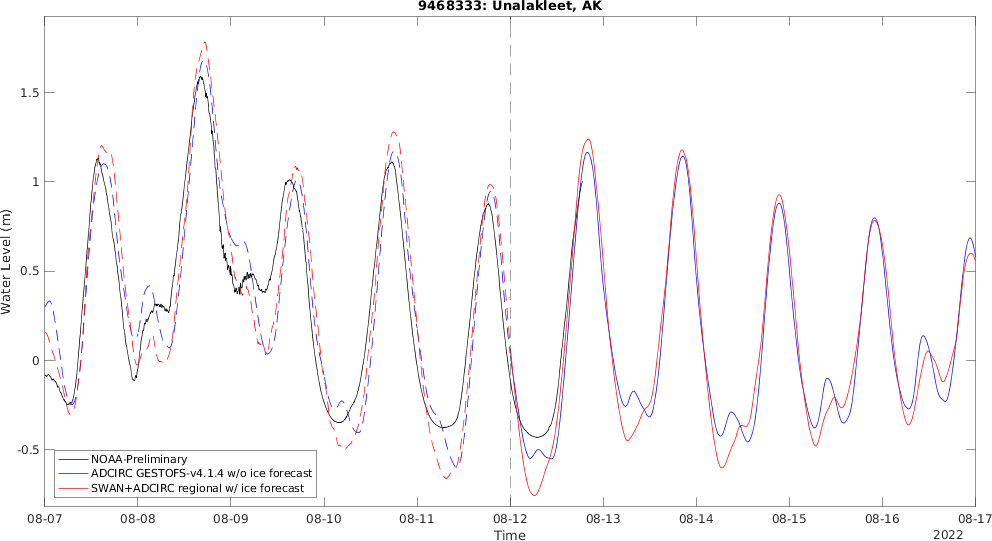 9468333: Unalakleet, AK
Water Level (m)
1.5
1
0.5
0
-0.5
NOAA-Preliminary
ADCIRC GESTOFS-v4.1.4 w/o ice forecast
SWAN+ADCIRC regional w/ ice forecast
08-07 08-08 08-09 08-10 08-11 08-12 08-13 08-14 08-15 08-16 08-17
Time
2022